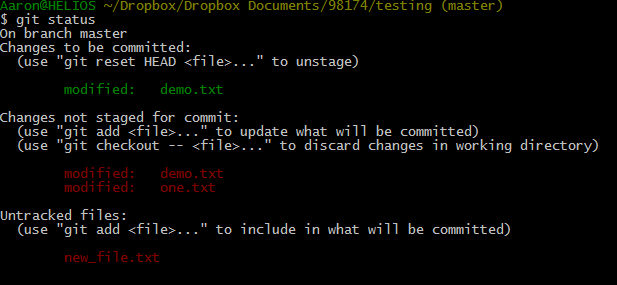 Aaron@HELIOS ~/Dropbox/Dropbox Documents/98174/testing (master)
$ git status
On branch master
Changes to be committed:
  (use "git reset HEAD <file>..." to unstage)
        modified:   demo.txt
Changes not staged for commit:
  (use "git add <file>..." to update what will be committed)
  (use "git checkout -- <file>..." to discard changes in working directory)
        modified:   demo.txt
        modified:   one.txt
Untracked files:
  (use "git add <file>..." to include in what will be committed)
        new_file.txt